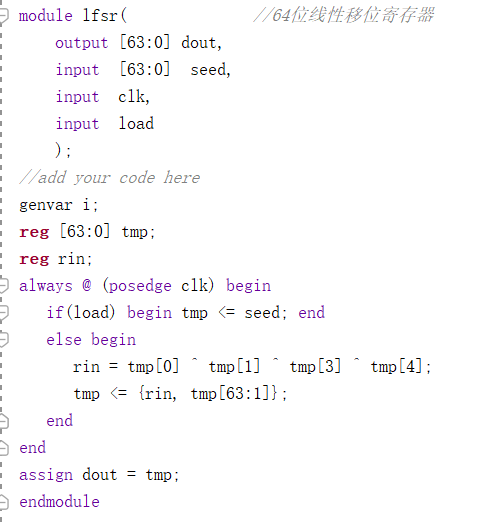 module lfsr(                //64位线性移位寄存器
    output [63:0] dout,
    input  [63:0]  seed,
    input  clk,
    input  load
    );
//add your code here
genvar i;
reg [63:0] tmp;
reg rin;
always @ (posedge clk) begin
   if(load) begin tmp <= seed; end
   else begin
      rin = tmp[0] ^ tmp[1] ^ tmp[3] ^ tmp[4];
      tmp <= {rin, tmp[63:1]};
   end
end
assign dout = tmp;
endmodule